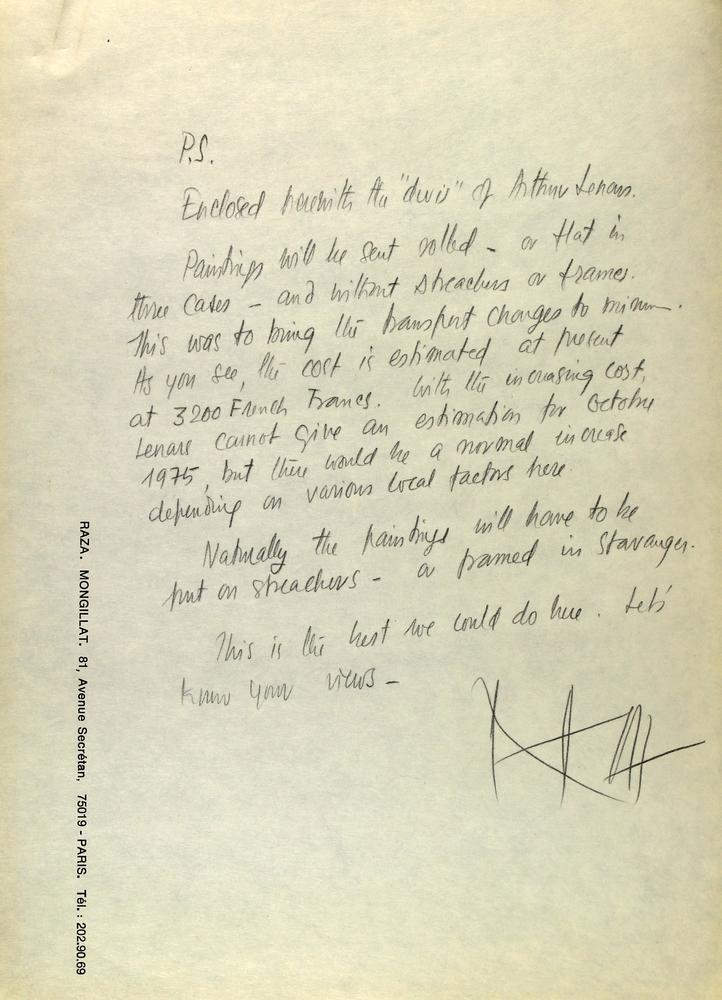 P.S.
Enclosed herewith the "devis" of Arthur Lenars.
Paintings will be sent rolled - or flat in
three cases - and without streachers or frames.
This was to bring the transport charges to minim.
As you see, the cost is estimated at present
at 3200 French Francs. With the increasing cost,
Lenars cannot give an estimation for October
1975, but there would be a normal increase
depending on various local factors here.
Naturally the paintings will have to be
put on streachers - or framed in Stavanger.
This is the best we could do here. Let's
know your views -
RAZA. MONGILLAT. 81, Avenue Secrétan, 75019 - PARIS. Tél. : 202.90.69